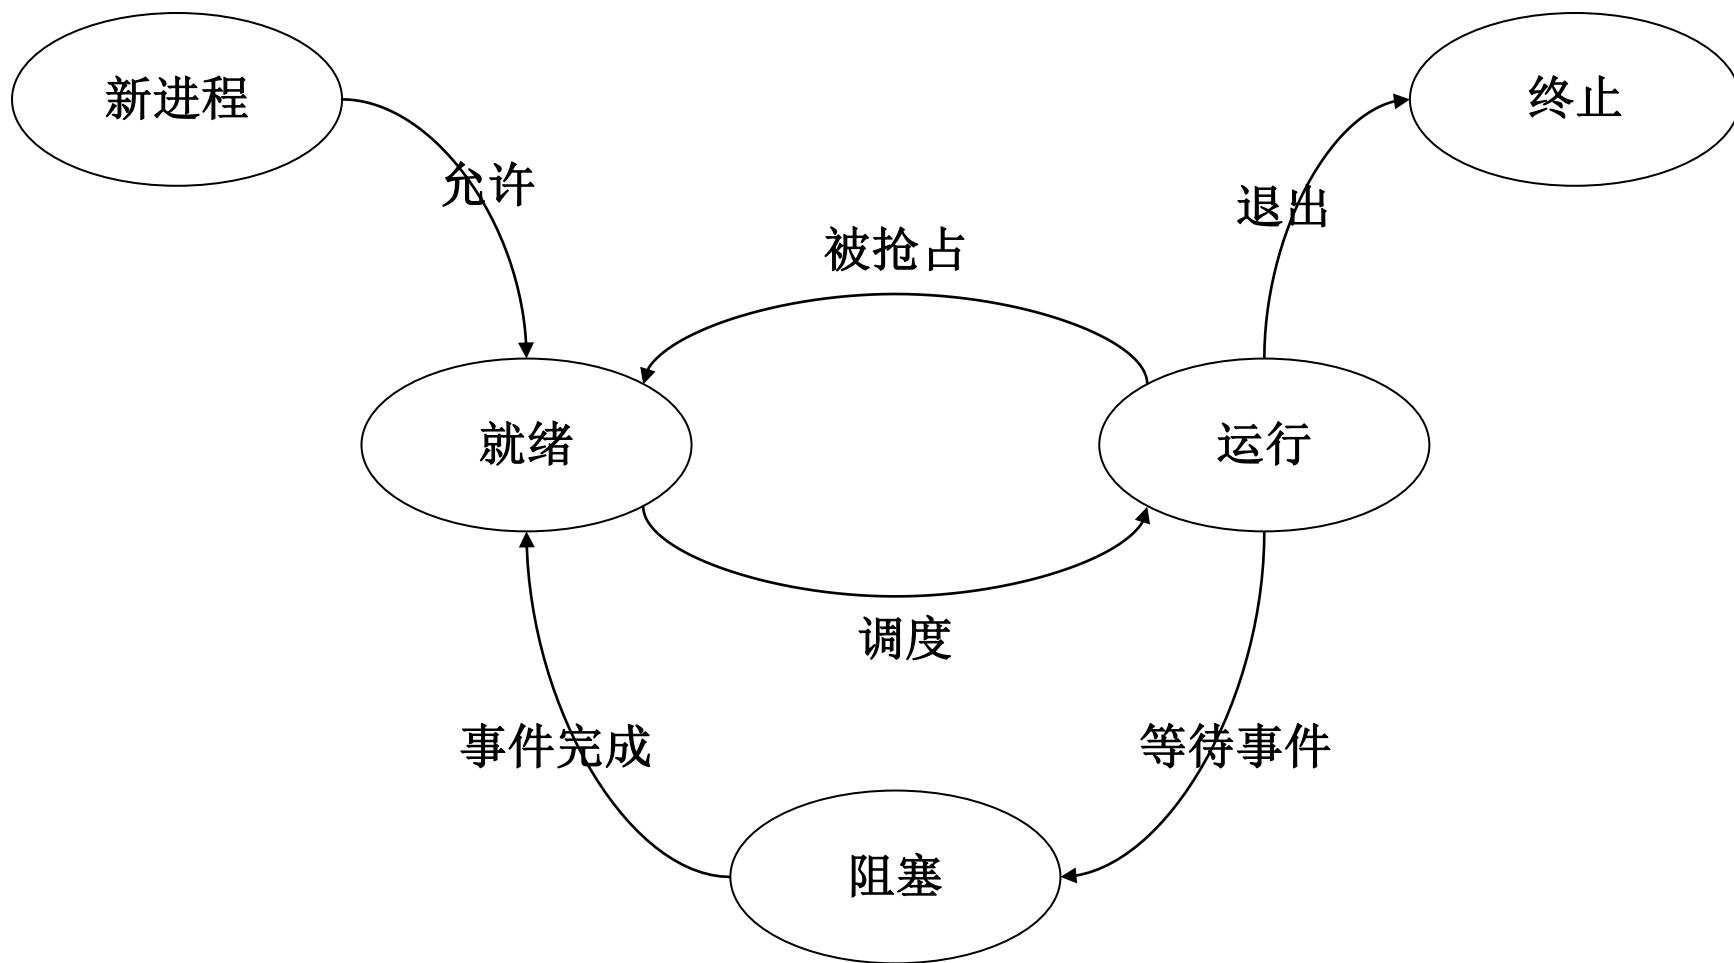 新进程
终止
允许
退出
被抢占
就绪
运行
调度
事件完成
等待事件
阻塞